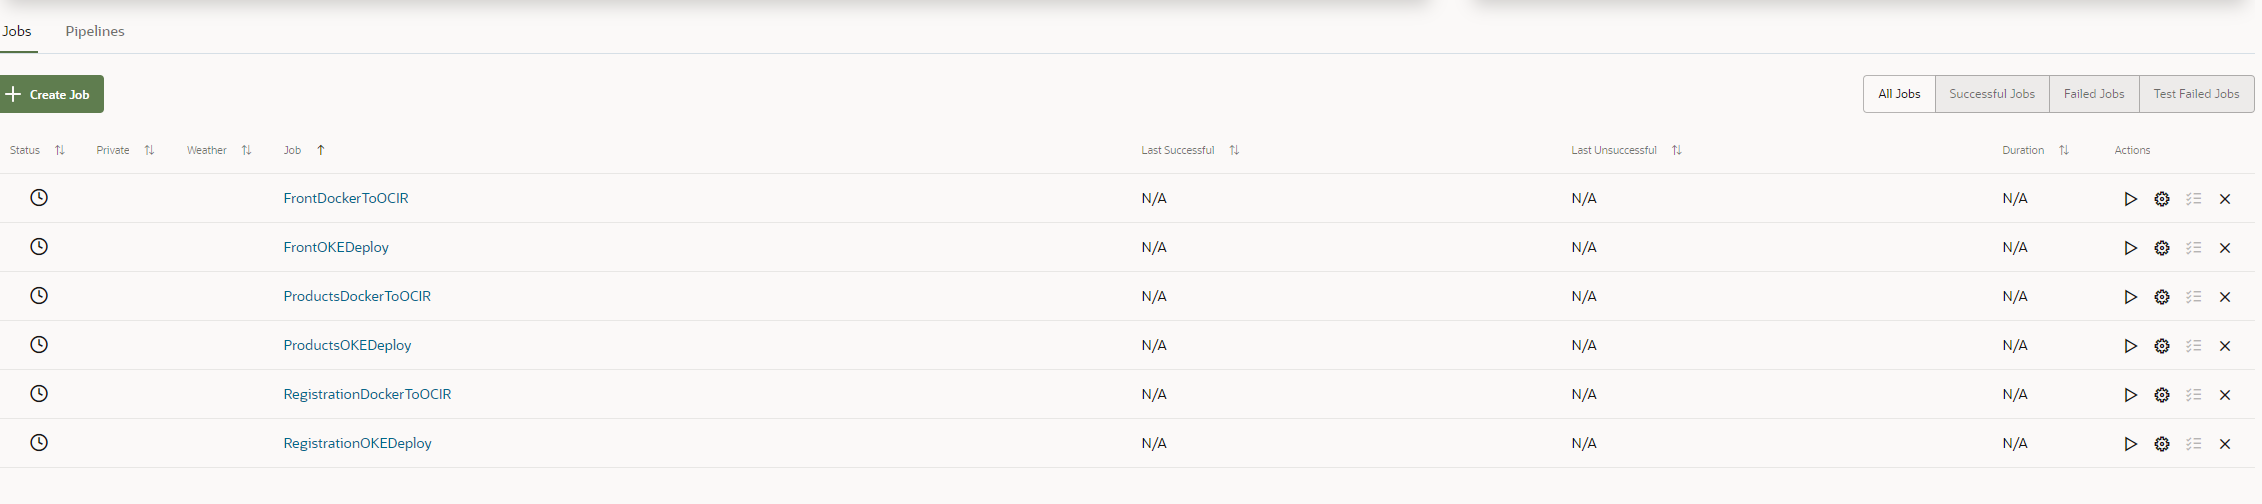 Jobs Pipelines
Create Job All Jobs Successful Jobs Failed Jobs Test Failed Jobs
Status Private Weather Job Last Successful Last Unsuccessful Duration Actions
FrontDockerToOCIR N/A N/A N/A
FrontOKEDeploy N/A N/A N/A
ProductsDockerToOCIR N/A N/A N/A
ProductsOKEDeploy N/A N/A N/A
RegistrationDockerToOCIR N/A N/A N/A
RegistrationOKEDeploy N/A N/A N/A